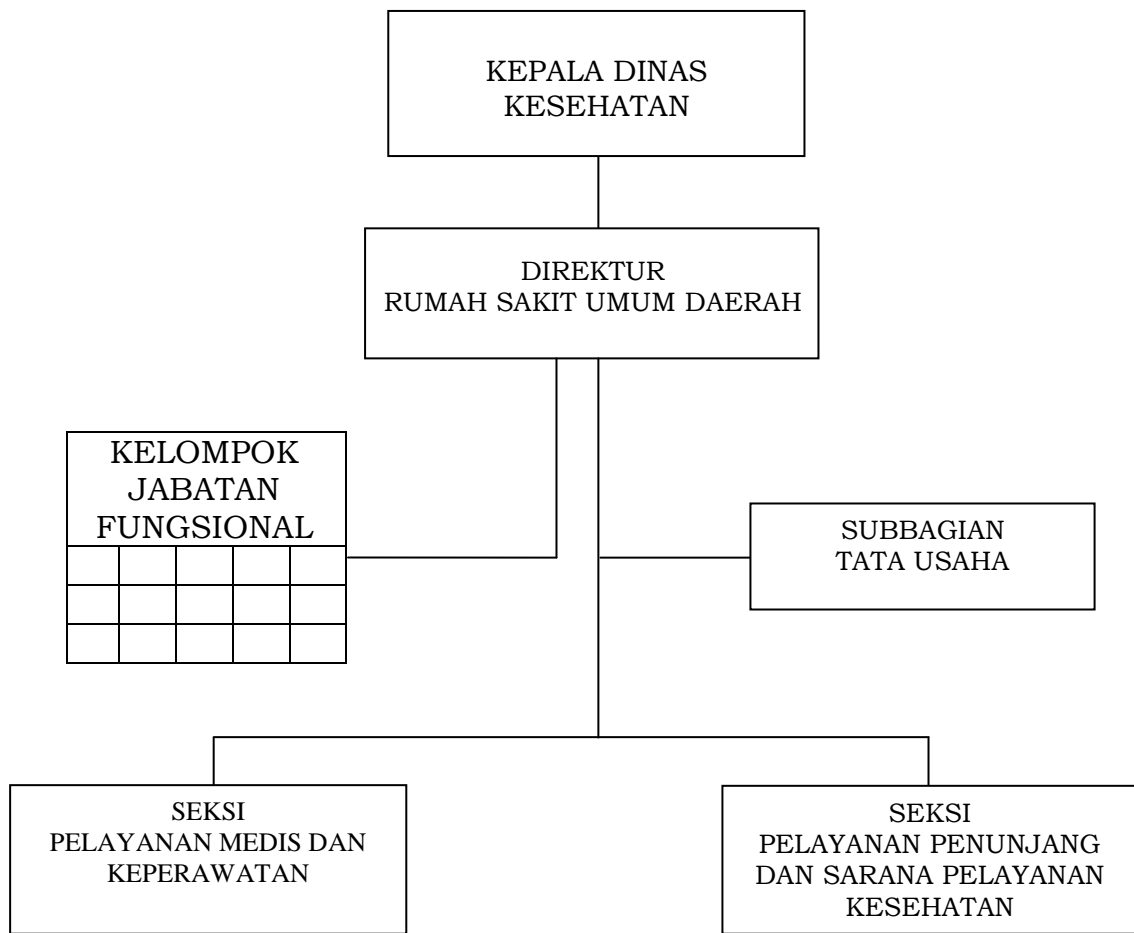 KEPALA DINAS
KESEHATAN
DIREKTUR
RUMAH SAKIT UMUM DAERAH
KELOMPOK
JABATAN
FUNGSIONAL
SUBBAGIAN
TATA USAHA
SEKSI
PELAYANAN MEDIS DAN
KEPERAWATAN
SEKSI
PELAYANAN PENUNJANG
DAN SARANA PELAYANAN
KESEHATAN